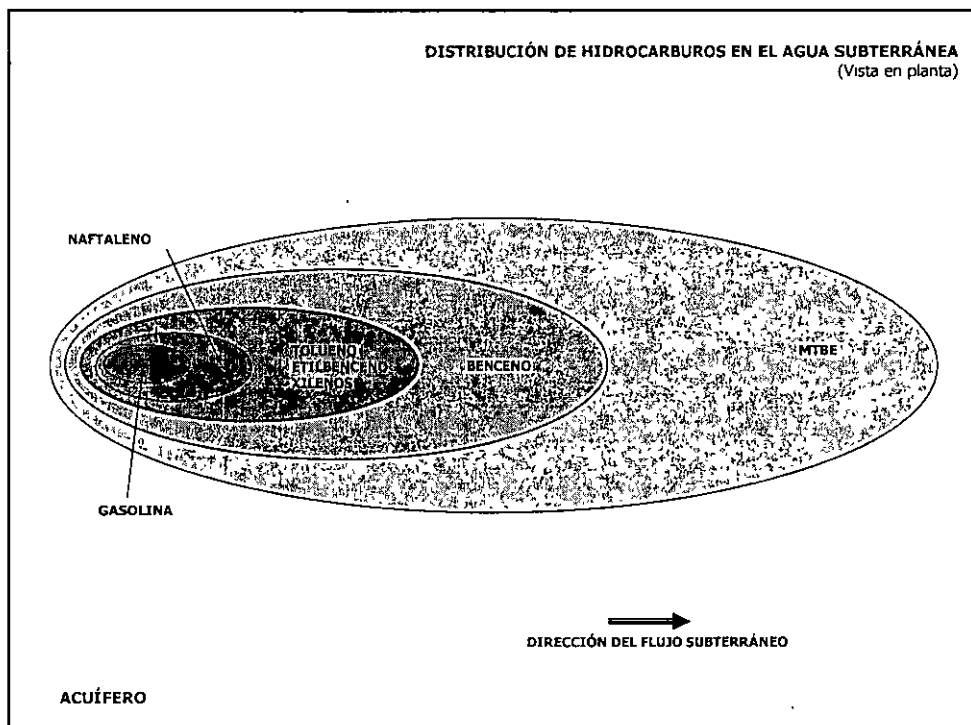 DISTRIBUCIÓN DE HIDROCARBUROS EN EL AGUA SUBTERRÁNEA
(Vista en planta)
NAFTALENO
TOLUENO
ETILBENCENO
XILENOS
BENCENO
MTBE
GASOLINA
DIRECCIÓN DEL FLUJO SUBTERRÁNEO
ACUÍFERO